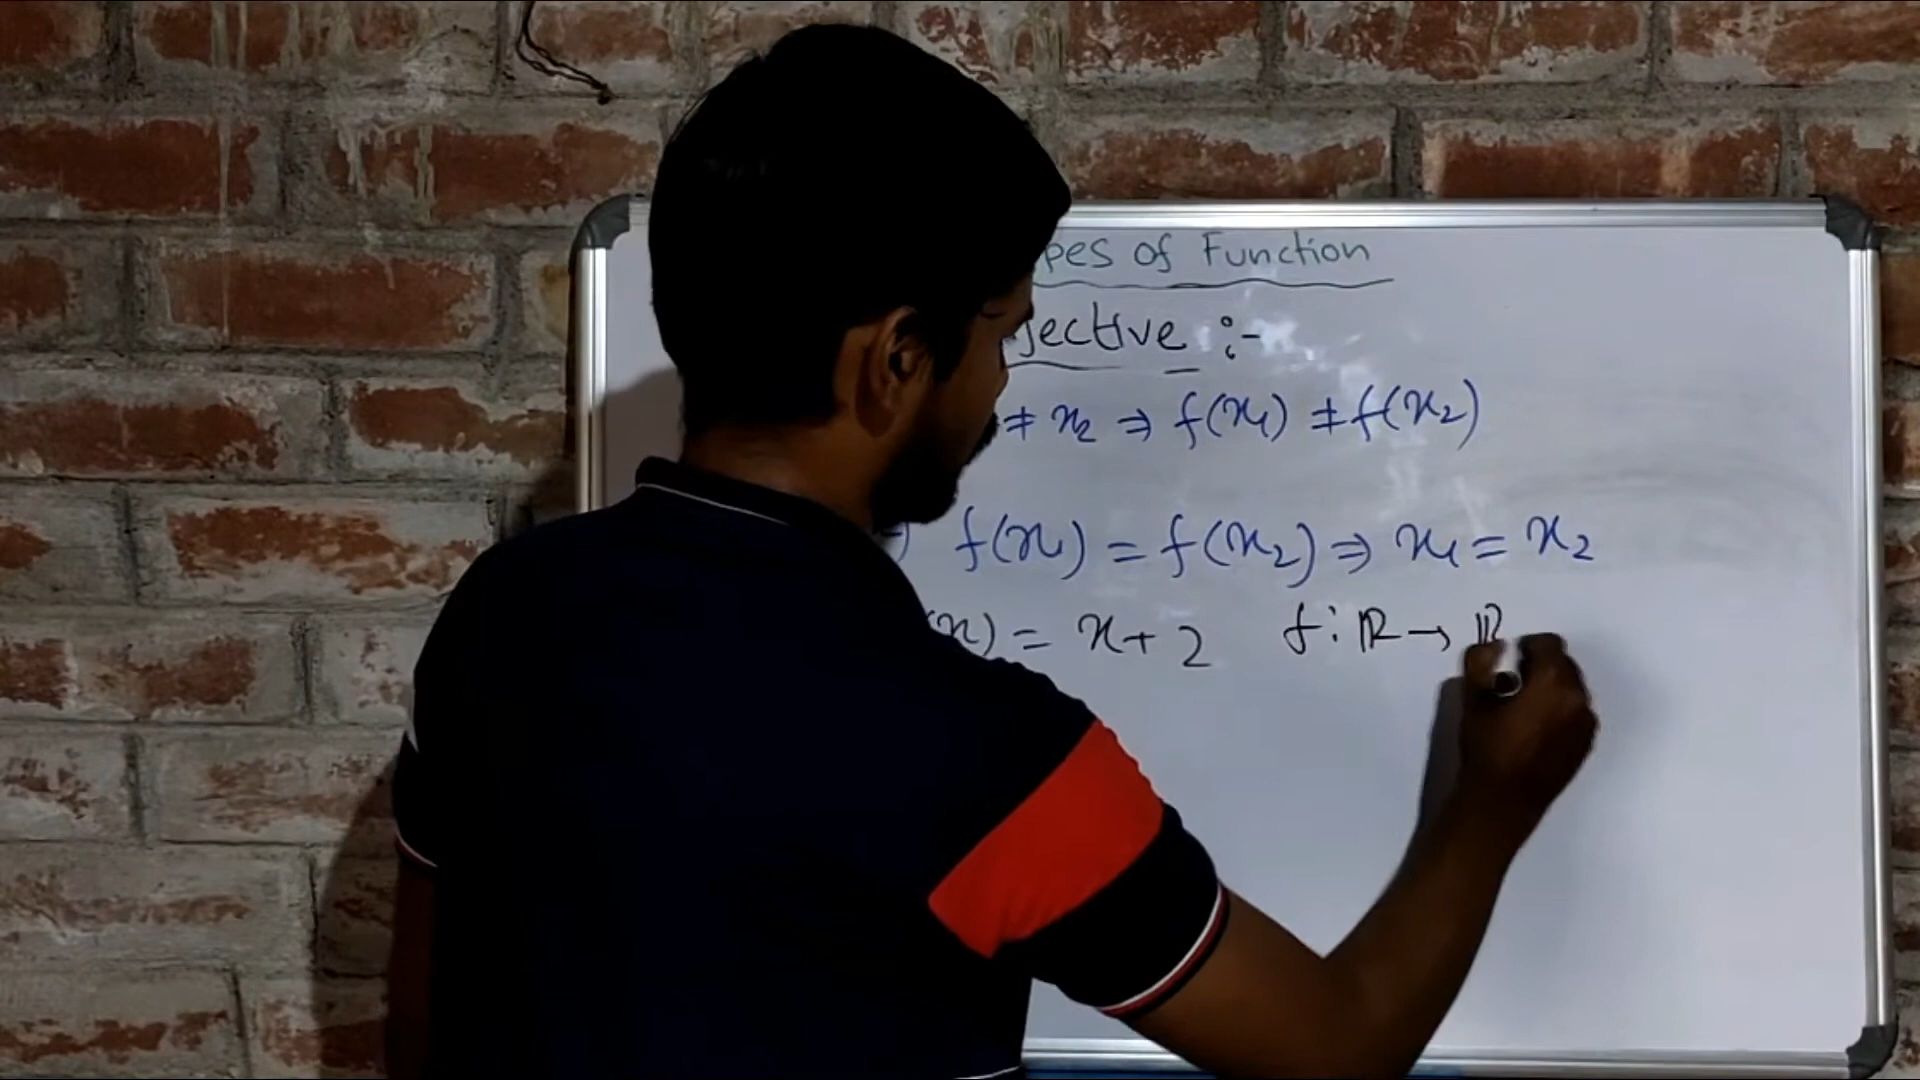 pes of Function
jective :-
≠ x₂ ⇒ f(x₁) ≠ f(x₂)
) f(x₁) = f(x₂) ⇒ x₁ = x₂
(x) = x+2 f: ℝ → ℝ